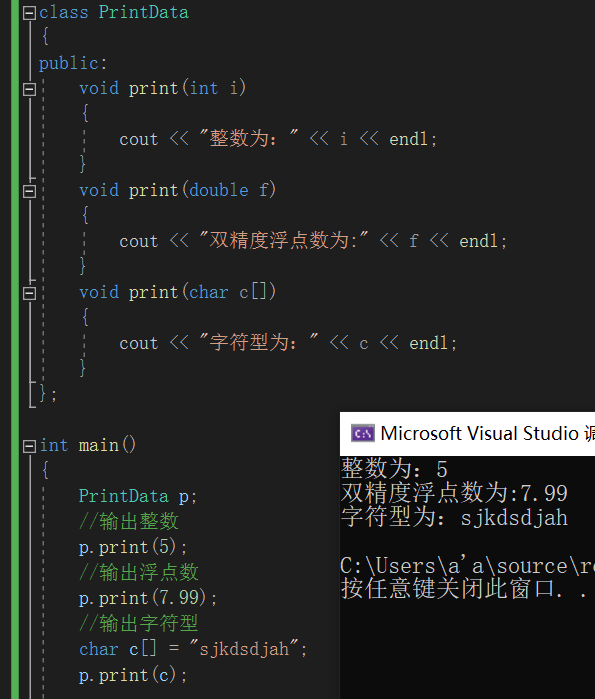 class PrintData
{
public:
void print(int i)
{
cout << "整数为：" << i << endl;
}
void print(double f)
{
cout << "双精度浮点数为:" << f << endl;
}
void print(char c[])
{
cout << "字符型为：" << c << endl;
}
};
int main()
{
PrintData p;
//输出整数
p.print(5);
//输出浮点数
p.print(7.99);
//输出字符型
char c[] = "sjkdsdjah";
p.print(c);
Microsoft Visual Studio 调
整数为：5
双精度浮点数为:7.99
字符型为：sjkdsdjah
C:\Users\a'a\source\re
按任意键关闭此窗口. .